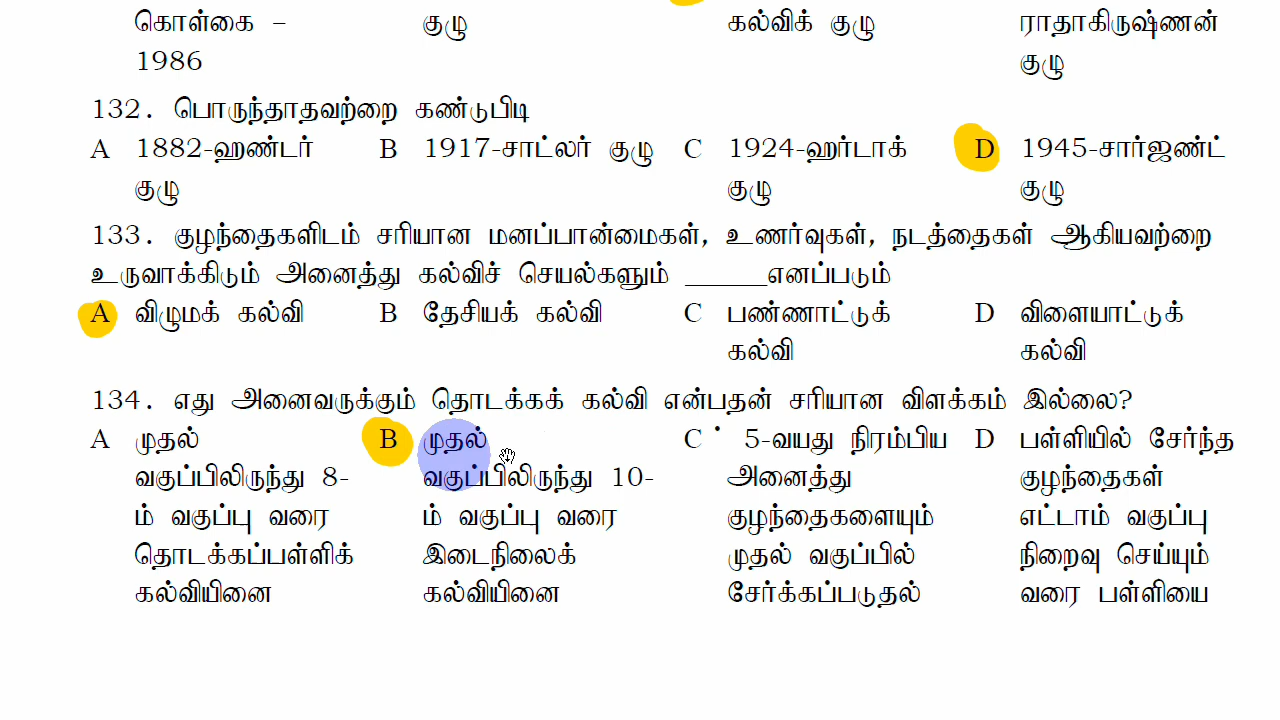 கொள்கை – குழு கல்விக் குழு ராதாகிருஷ்ணன்
1986 குழு
132. பொருந்தாதவற்றை கண்டுபிடி
A 1882-ஹண்டர் B 1917-சாட்லர் குழு C 1924-ஹர்டாக் D 1945-சார்ஜண்ட்
குழு குழு குழு
133. குழந்தைகளிடம் சரியான மனப்பான்மைகள், உணர்வுகள், நடத்தைகள் ஆகியவற்றை
உருவாக்கிடும் அனைத்து கல்விச் செயல்களும் ______எனப்படும்
A விழுமக் கல்வி B தேசியக் கல்வி C பண்ணாட்டுக் D விளையாட்டுக்
கல்வி கல்வி
134. எது அனைவருக்கும் தொடக்கக் கல்வி என்பதன் சரியான விளக்கம் இல்லை?
A முதல் B முதல் C 5-வயது நிரம்பிய D பள்ளியில் சேர்ந்த
வகுப்பிலிருந்து 8- வகுப்பிலிருந்து 10- அனைத்து குழந்தைகள்
ம் வகுப்பு வரை ம் வகுப்பு வரை குழந்தைகளையும் எட்டாம் வகுப்பு
தொடக்கப்பள்ளிக் இடைநிலைக் முதல் வகுப்பில் நிறைவு செய்யும்
கல்வியினை கல்வியினை சேர்க்கப்படுதல் வரை பள்ளியை